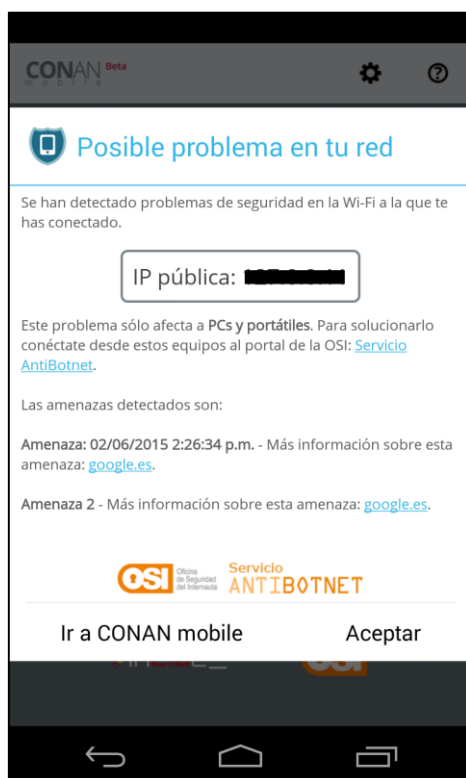 CONAN Beta
mobile
Posible problema en tu red
Se han detectado problemas de seguridad en la Wi-Fi a la que te
has conectado.
IP pública:
Este problema sólo afecta a PCs y portátiles. Para solucionarlo
conéctate desde estos equipos al portal de la OSI: Servicio
AntiBotnet.
Las amenazas detectados son:
Amenaza: 02/06/2015 2:26:34 p.m. - Más información sobre esta
amenaza: google.es.
Amenaza 2 - Más información sobre esta amenaza: google.es.
OSI Oficina
de Seguridad
del Internauta
Servicio
ANTIBOTNET
Ir a CONAN mobile
Aceptar